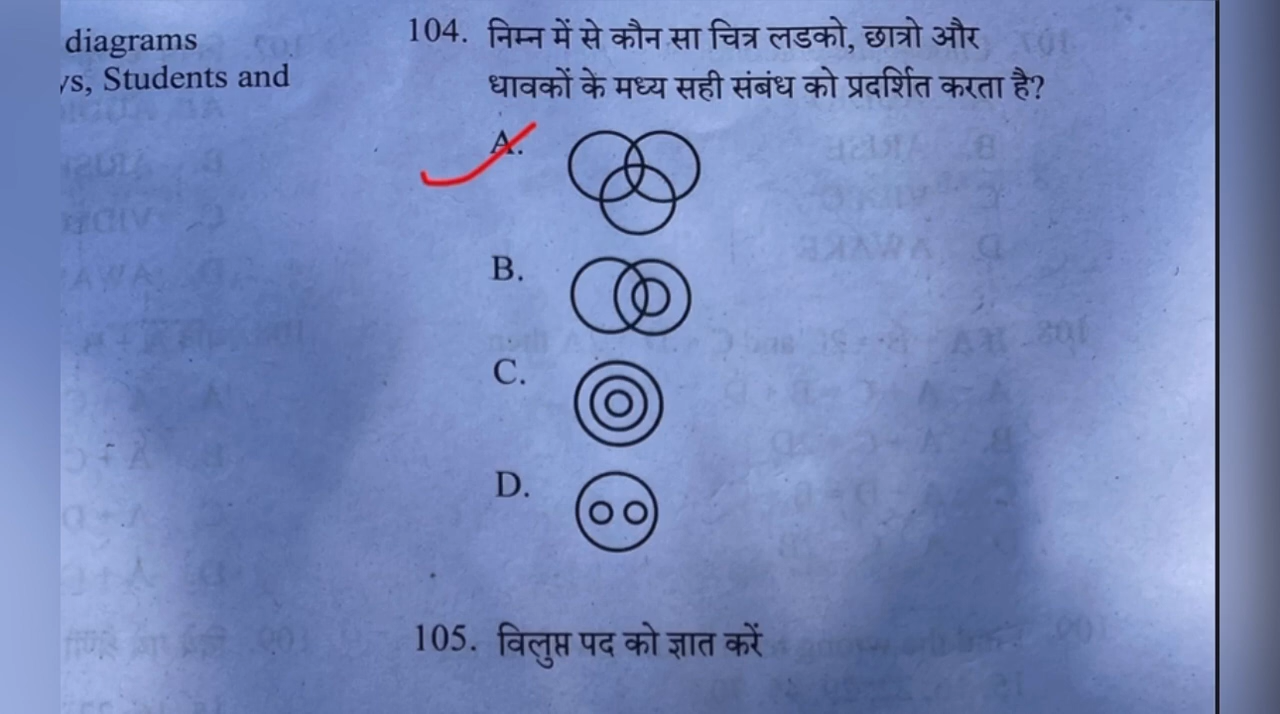 diagrams
Students and
104. निम्न में से कौन सा चित्र लडको, छात्रो और
धावकों के मध्य सही संबंध को प्रदर्शित करता है?
A.
B.
C.
D.
105. विलुप्त पद को ज्ञात करें